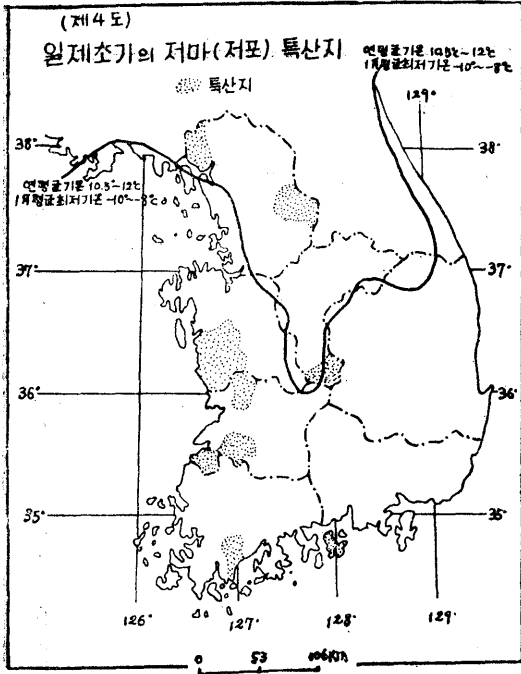 (제4도)
일제초기의 저마(저포) 특산지
특산지
연평균기온 10.5℃~12℃
1月평균최저기온 -10°~-8℃
129°
38°
38°
연평균기온 10.5~12℃
1月평균최저기온 -10°~-8℃
37°
37°
36°
36°
35°
35°
126°
127°
128°
129°
0 53 106KM